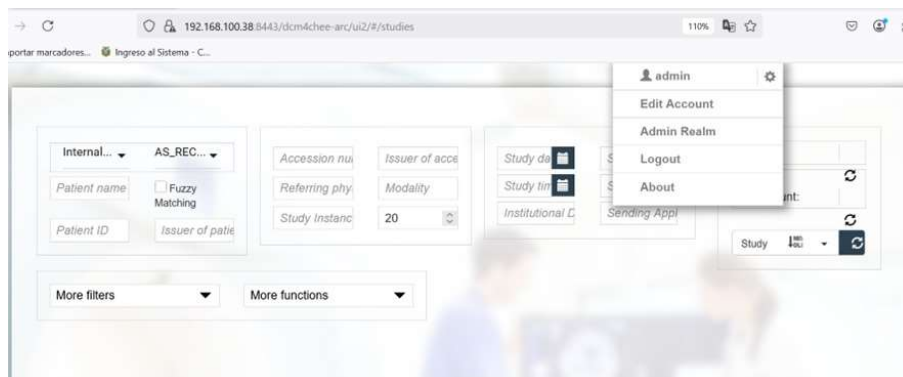 192.168.100.38:8443/dcm4chee-arc/ui2/#/studies
110%
portar marcadores... Ingreso al Sistema - C...
admin
Edit Account
Admin Realm
Logout
About
Internal...
AS_REC...
Patient name
Fuzzy
Matching
Patient ID
Issuer of patie
Accession nu
Issuer of acce
Referring phy
Modality
Study Instanc
20
Study da
Study tim
Institutional D
Sending Appl
unt:
Study
More filters
More functions